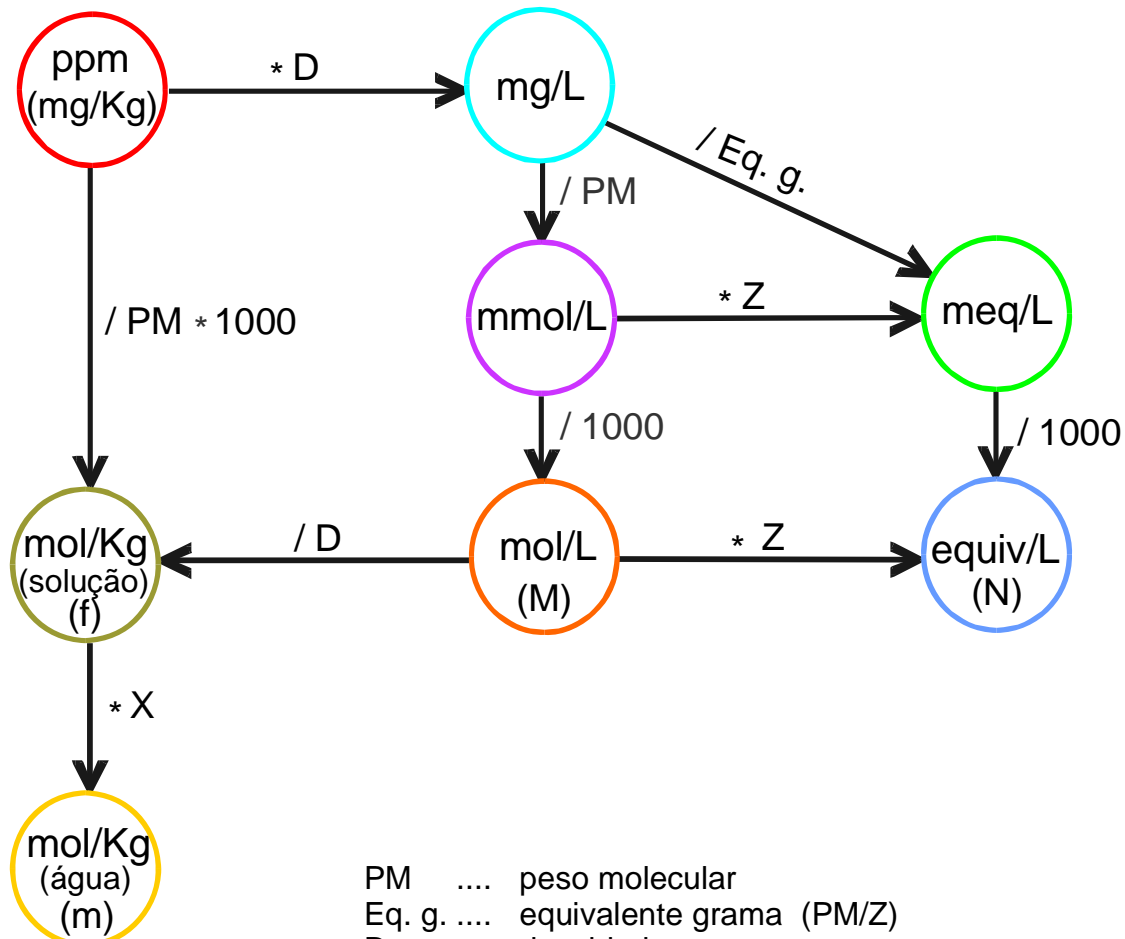 ppm
(mg/Kg)
* D
mg/L
/ Eq. g.
/ PM
/ PM * 1000
mmol/L
* Z
meq/L
/ 1000
/ 1000
mol/Kg
(solução)
(f)
/ D
mol/L
(M)
* Z
equiv/L
(N)
* X
mol/Kg
(água)
(m)
PM .... peso molecular
Eq. g. .... equivalente grama (PM/Z)